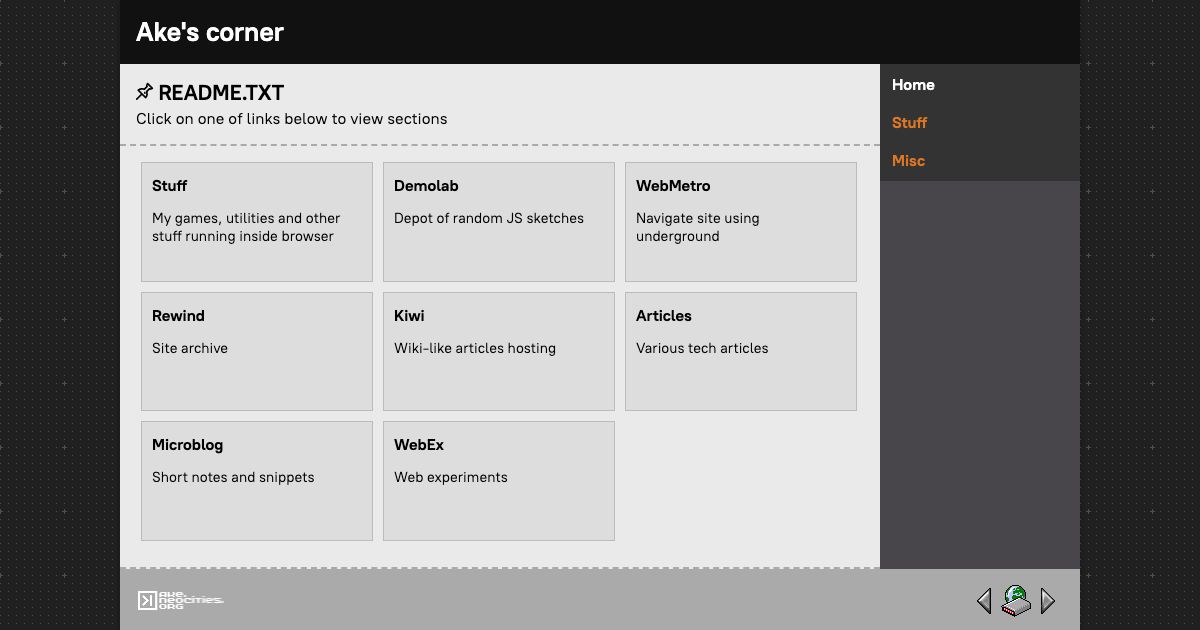 Ake's corner
README.TXT
Click on one of links below to view sections
Home
Stuff
Misc
Stuff
My games, utilities and other
stuff running inside browser
Demolab
Depot of random JS sketches
WebMetro
Navigate site using
underground
Rewind
Site archive
Kiwi
Wiki-like articles hosting
Articles
Various tech articles
Microblog
Short notes and snippets
WebEx
Web experiments
AKE.
NEOCITIES.
ORG